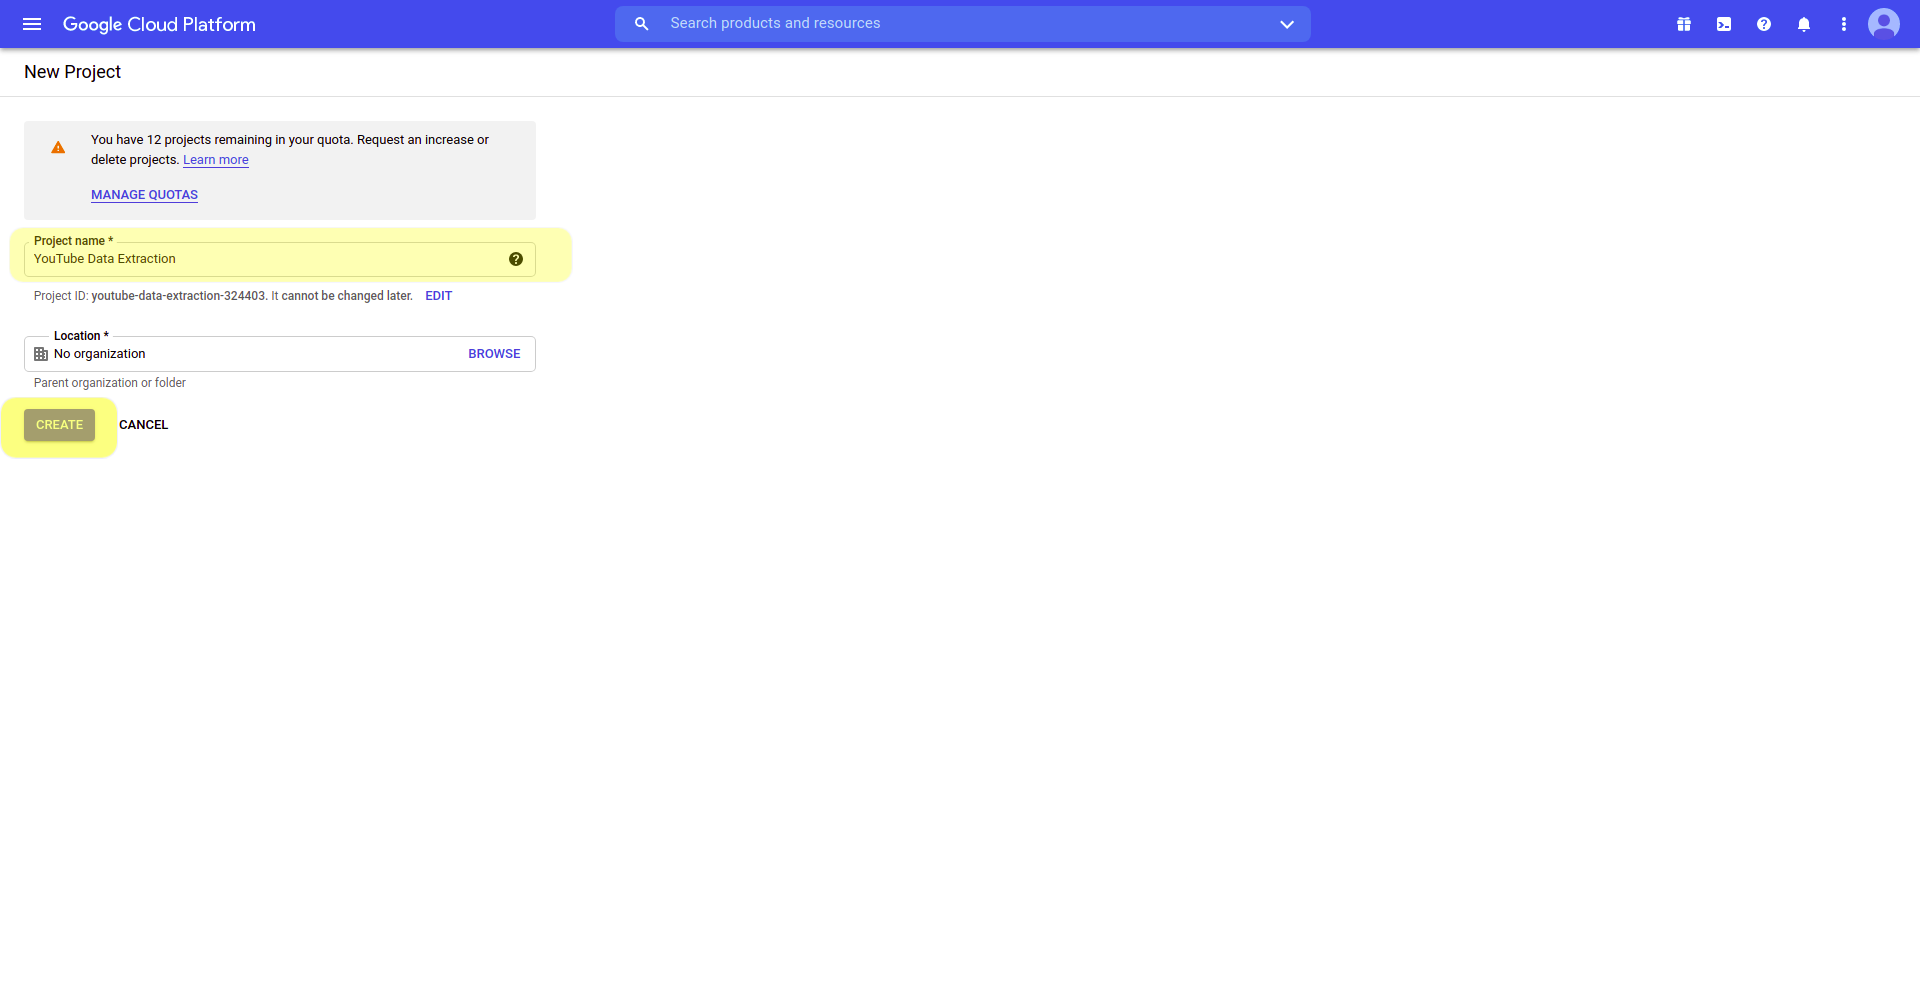 Google Cloud Platform
Search products and resources
New Project
You have 12 projects remaining in your quota. Request an increase or
delete projects. Learn more
MANAGE QUOTAS
Project name *
YouTube Data Extraction
Project ID: youtube-data-extraction-324403. It cannot be changed later. EDIT
Location *
No organization BROWSE
Parent organization or folder
CREATE CANCEL